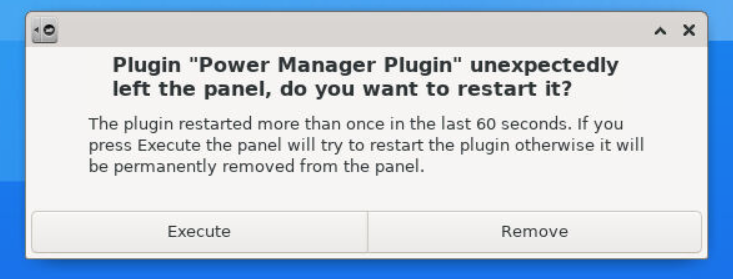 Plugin "Power Manager Plugin" unexpectedly
left the panel, do you want to restart it?
The plugin restarted more than once in the last 60 seconds. If you
press Execute the panel will try to restart the plugin otherwise it will
be permanently removed from the panel.
Execute
Remove